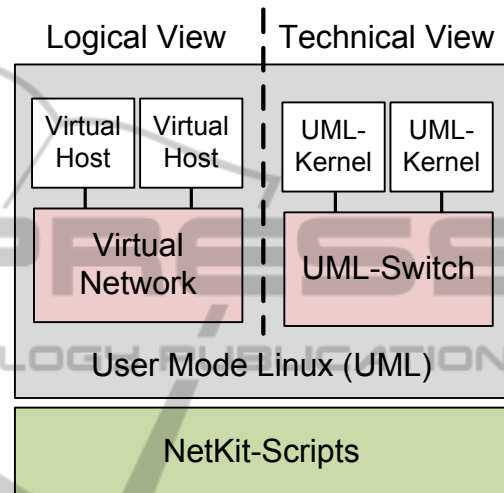 Logical View
Technical View
Virtual
Host
Virtual
Host
UML-
Kernel
UML-
Kernel
Virtual
Network
UML-Switch
User Mode Linux (UML)
NetKit-Scripts